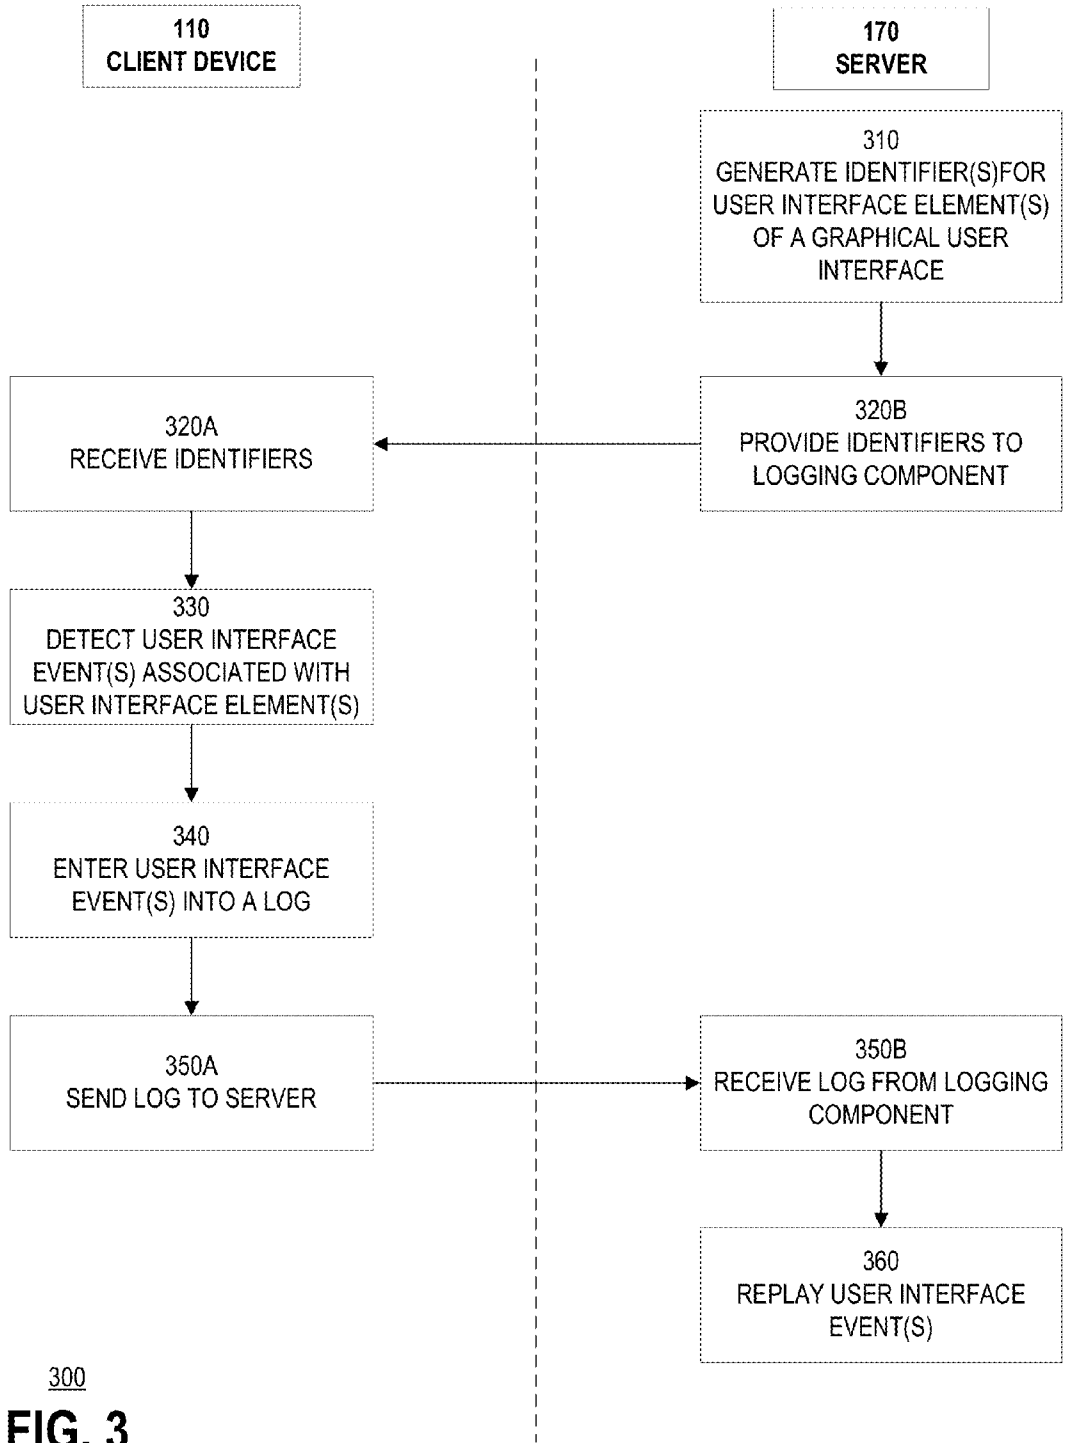 110
CLIENT DEVICE
170
SERVER
310
GENERATE IDENTIFIER(S)FOR
USER INTERFACE ELEMENT(S)
OF A GRAPHICAL USER
INTERFACE
320A
RECEIVE IDENTIFIERS
320B
PROVIDE IDENTIFIERS TO
LOGGING COMPONENT
330
DETECT USER INTERFACE
EVENT(S) ASSOCIATED WITH
USER INTERFACE ELEMENT(S)
340
ENTER USER INTERFACE
EVENT(S) INTO A LOG
350A
SEND LOG TO SERVER
350B
RECEIVE LOG FROM LOGGING
COMPONENT
360
REPLAY USER INTERFACE
EVENT(S)
300
FIG. 3